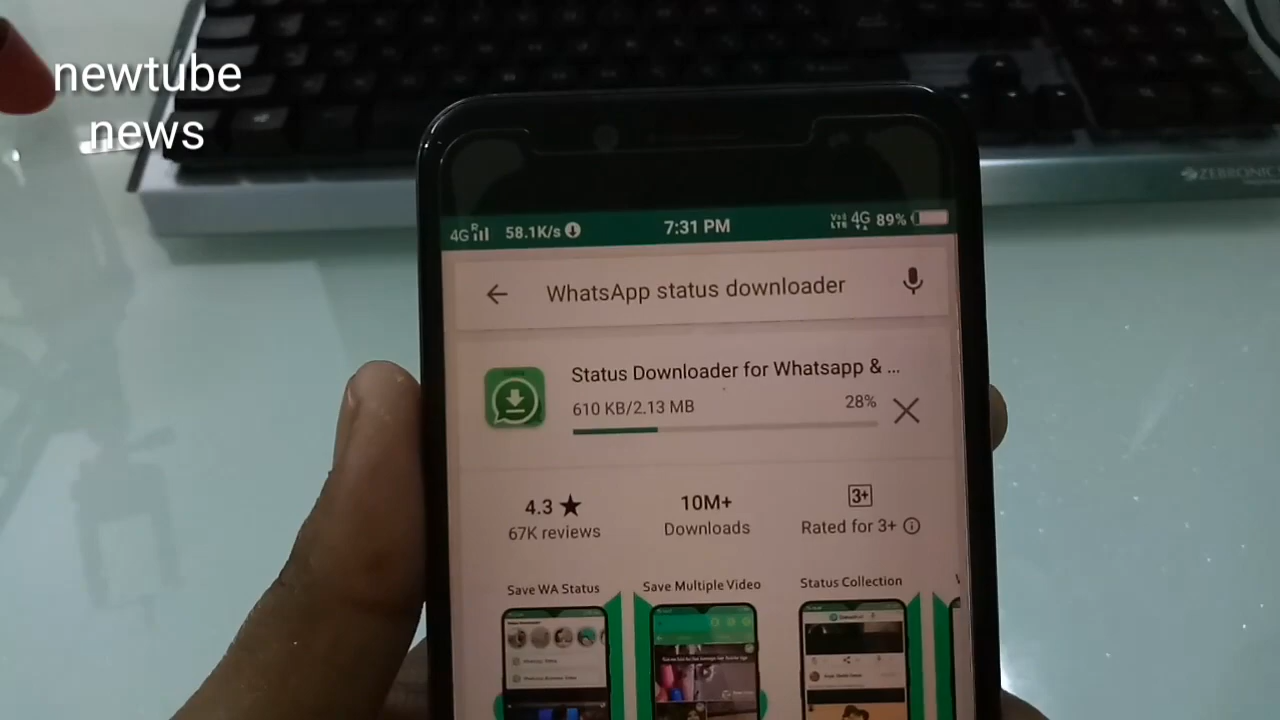 newtube
news
ZEBRONIC
4G R 58.1K/s 7:31 PM Vo) LTE 4G 89%
WhatsApp status downloader
Status Downloader for Whatsapp & ...
610 KB/2.13 MB 28%
4.3 ★ 10M+ 3+
67K reviews Downloads Rated for 3+
Save WA Status Save Multiple Video Status Collection